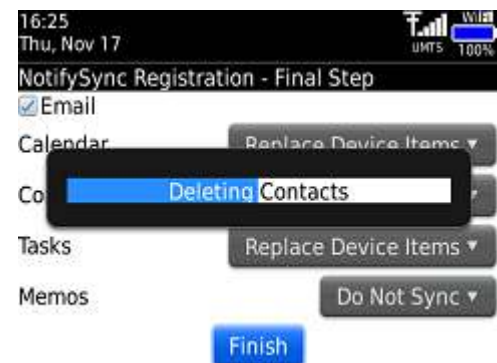 16:25
Thu, Nov 17
UMTS 100%
NotifySync Registration - Final Step
Email
Calendar Replace Device Items
Deleting Contacts
Co
Tasks Replace Device Items
Memos Do Not Sync
Finish